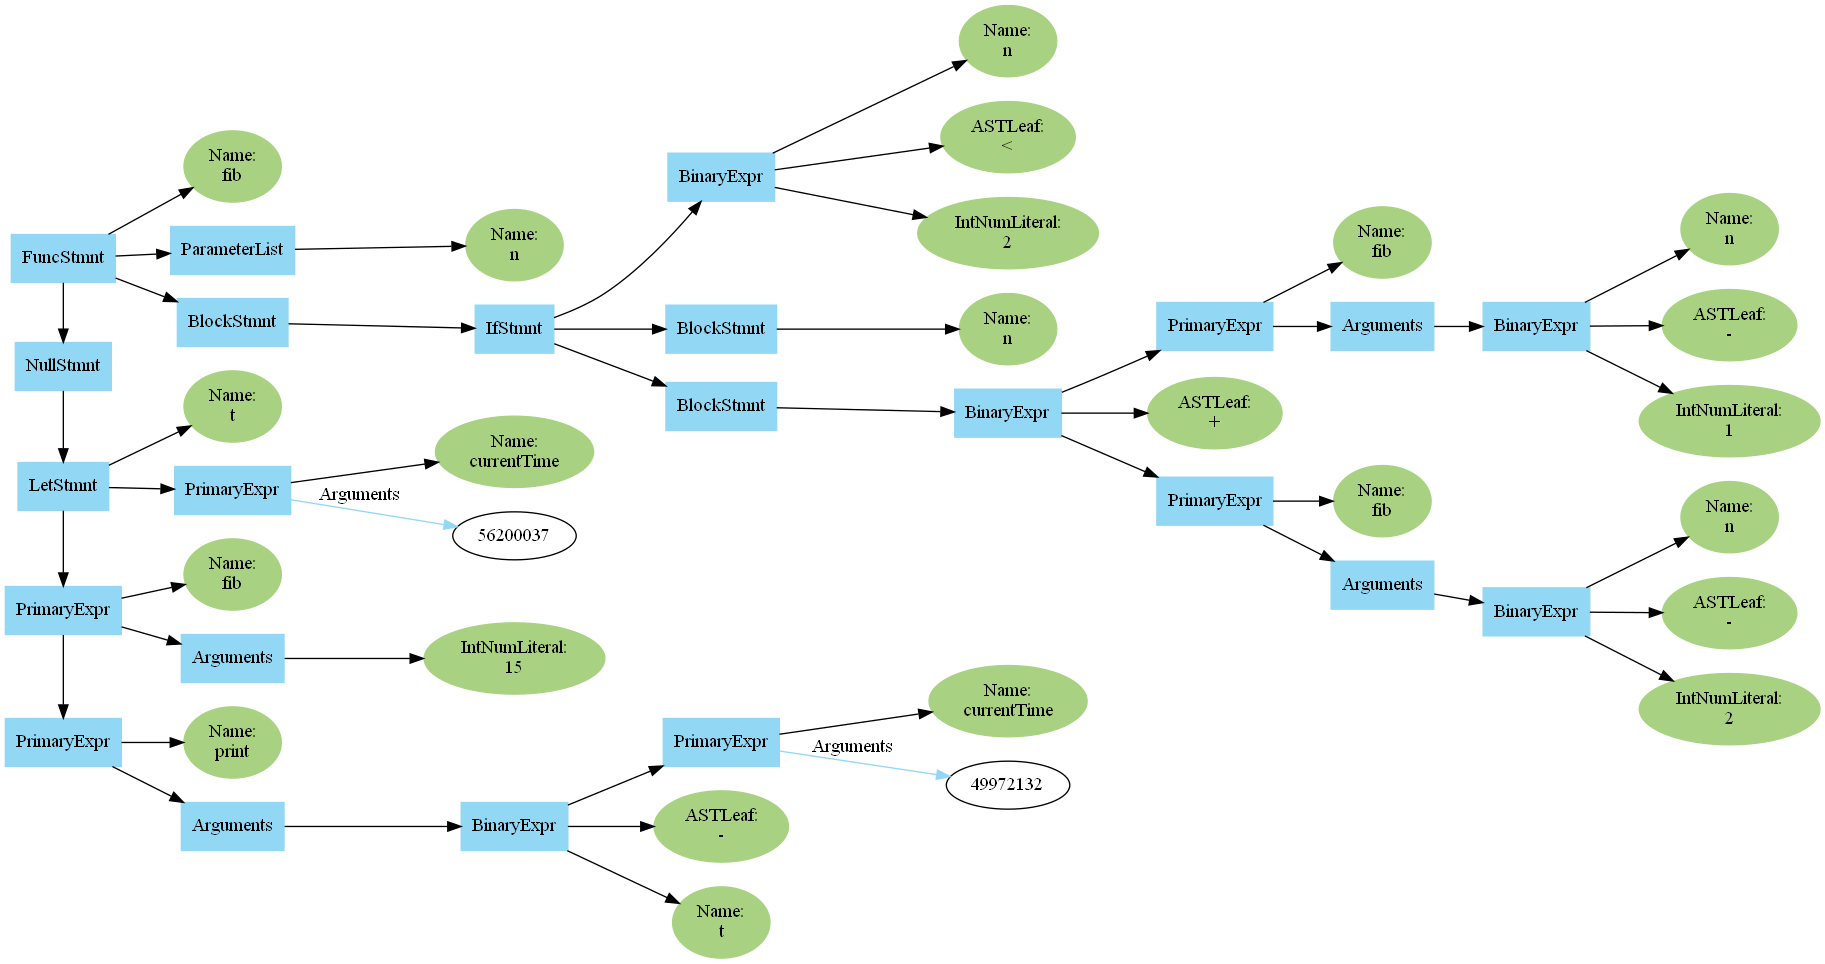 Name:
n
ASTLeaf:
<
BinaryExpr
IntNumLiteral:
2
Name:
fib
FuncStmnt
ParameterList
Name:
n
BlockStmnt
IfStmnt
BlockStmnt
Name:
n
BlockStmnt
BinaryExpr
PrimaryExpr
Name:
fib
Arguments
BinaryExpr
Name:
n
ASTLeaf:
-
IntNumLiteral:
1
ASTLeaf:
+
PrimaryExpr
Name:
fib
Arguments
BinaryExpr
Name:
n
ASTLeaf:
-
IntNumLiteral:
2
NullStmnt
LetStmnt
Name:
t
PrimaryExpr
Name:
currentTime
Arguments
56200037
PrimaryExpr
Name:
fib
Arguments
IntNumLiteral:
15
PrimaryExpr
Name:
print
Arguments
BinaryExpr
PrimaryExpr
Name:
currentTime
Arguments
49972132
ASTLeaf:
-
Name:
t